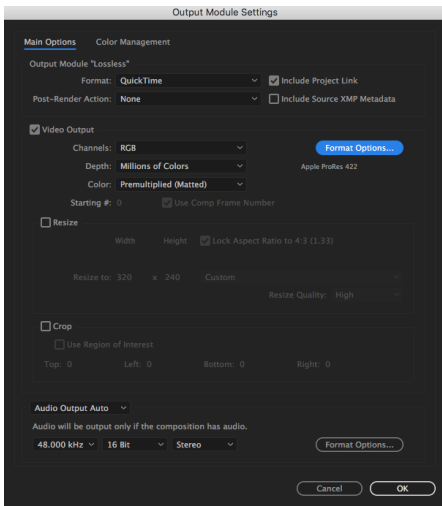 Output Module Settings
Main Options Color Management
Output Module "Lossless"
Format: QuickTime Include Project Link
Post-Render Action: None Include Source XMP Metadata
Video Output
Channels: RGB Format Options...
Depth: Millions of Colors Apple ProRes 422
Color: Premultiplied (Matted)
Starting #: 0 Use Comp Frame Number
Resize
Width Height Lock Aspect Ratio to 4:3 (1.33)
Resize to: 320 x 240 Custom
Resize Quality: High
Crop
Use Region of Interest
Top: 0 Left: 0 Bottom: 0 Right: 0
Audio Output Auto
Audio will be output only if the composition has audio.
48.000 kHz 16 Bit Stereo Format Options...
Cancel OK